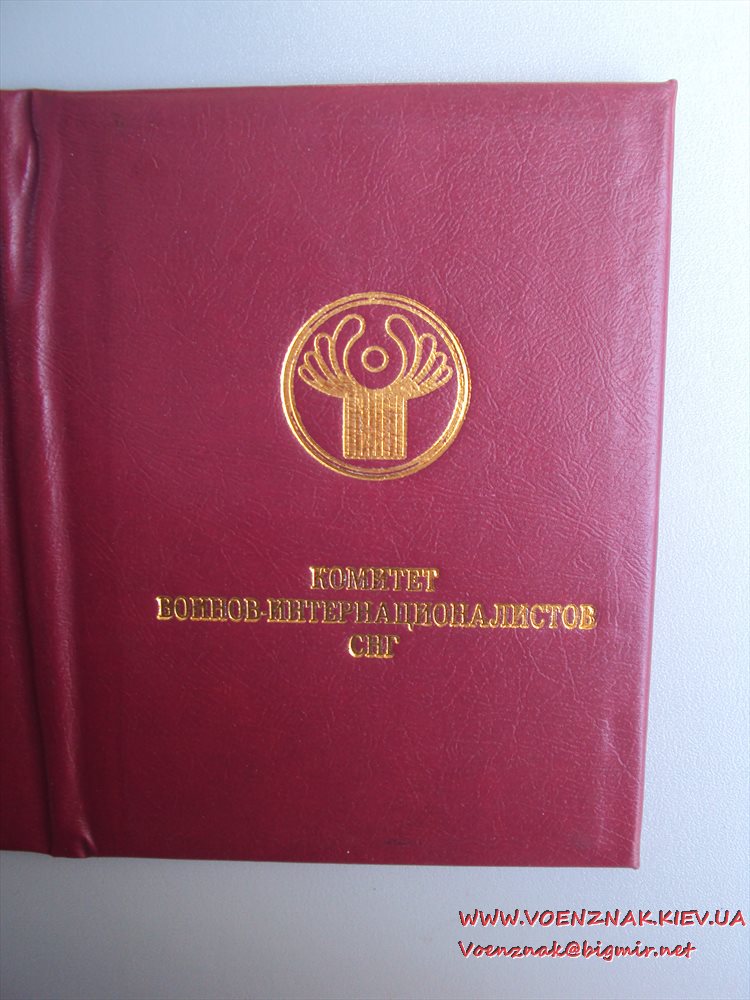 КОМИТЕТ
ВОИНОВ-ИНТЕРНАЦИОНАЛИСТОВ
СНГ
WWW.VOENZNAK.KIEV.UA
Voenznak@bigmir.net